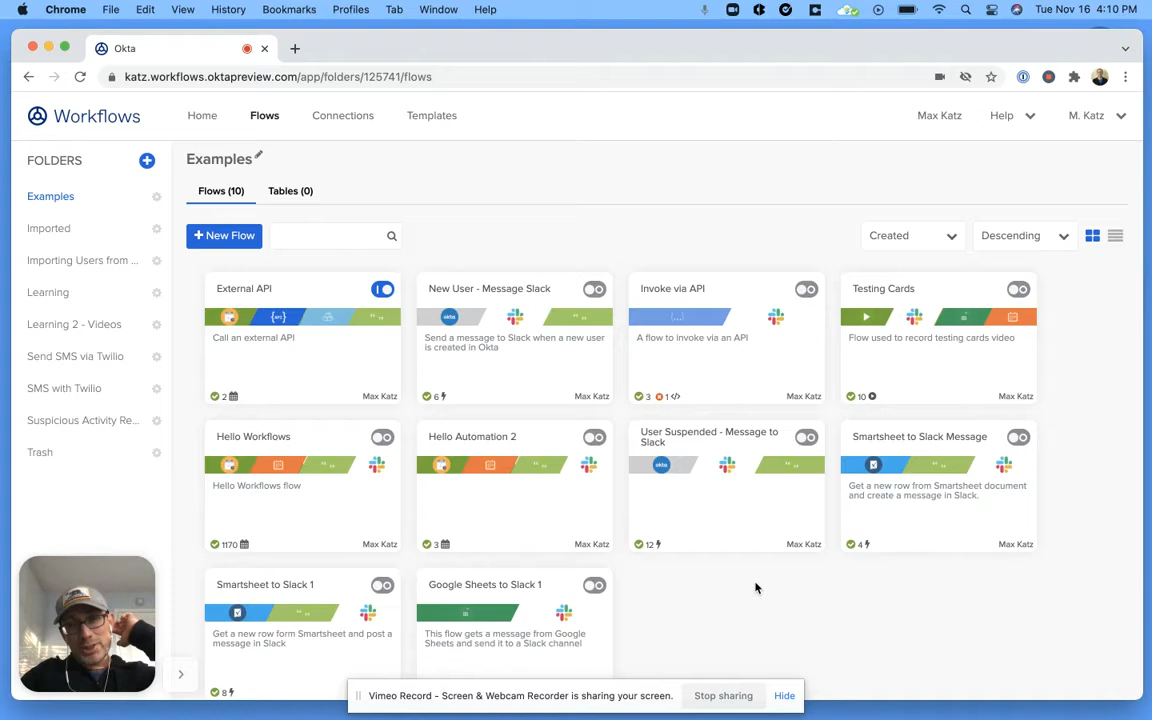 Chrome File Edit View History Bookmarks Profiles Tab Window Help Tue Nov 16 4:10 PM
Okta
katz.workflows.oktapreview.com/app/folders/125741/flows
Workflows Home Flows Connections Templates Max Katz Help M. Katz
FOLDERS
Examples
Imported
Importing Users from ...
Learning
Learning 2 - Videos
Send SMS via Twilio
SMS with Twilio
Suspicious Activity Re...
Trash
Examples
Flows (10) Tables (0)
+ New Flow Created Descending
External API
Call an external API
2 Max Katz
New User - Message Slack
okta
Send a message to Slack when a new user
is created in Okta
6 Max Katz
Invoke via API
A flow to invoke via an API
3 1 Max Katz
Testing Cards
Flow used to record testing cards video
10 Max Katz
Hello Workflows
Hello Workflows flow
1170 Max Katz
Hello Automation 2
3 Max Katz
User Suspended - Message to
Slack
okta
12 Max Katz
Smartsheet to Slack Message
Get a new row from Smartsheet document
and create a message in Slack.
4 Max Katz
Smartsheet to Slack 1
Get a new row form Smartsheet and post a
message in Slack
8
Google Sheets to Slack 1
This flow gets a message from Google
Sheets and send it to a Slack channel
Vimeo Record - Screen & Webcam Recorder is sharing your screen. Stop sharing Hide